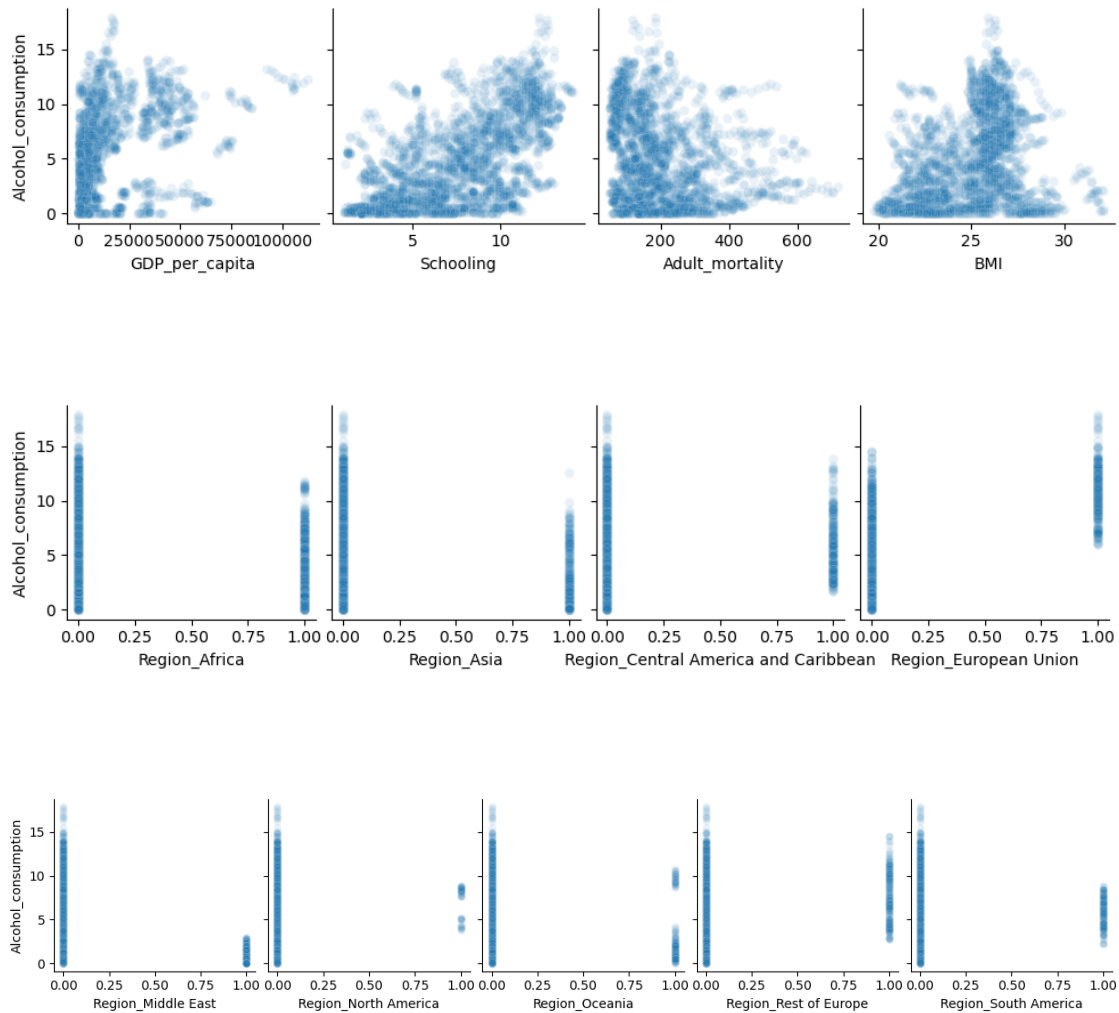 Alcohol_consumption
15
10
5
0
0 25000 50000 75000 100000
GDP_per_capita
5 10
Schooling
200 400 600
Adult_mortality
20 25 30
BMI
Alcohol_consumption
15
10
5
0
0.00 0.25 0.50 0.75 1.00
Region_Africa
0.00 0.25 0.50 0.75 1.00
Region_Asia
0.00 0.25 0.50 0.75 1.00
Region_Central America and Caribbean
0.00 0.25 0.50 0.75 1.00
Region_European Union
Alcohol_consumption
15
10
5
0
0.00 0.25 0.50 0.75 1.00
Region_Middle East
0.00 0.25 0.50 0.75 1.00
Region_North America
0.00 0.25 0.50 0.75 1.00
Region_Oceania
0.00 0.25 0.50 0.75 1.00
Region_Rest of Europe
0.00 0.25 0.50 0.75 1.00
Region_South America